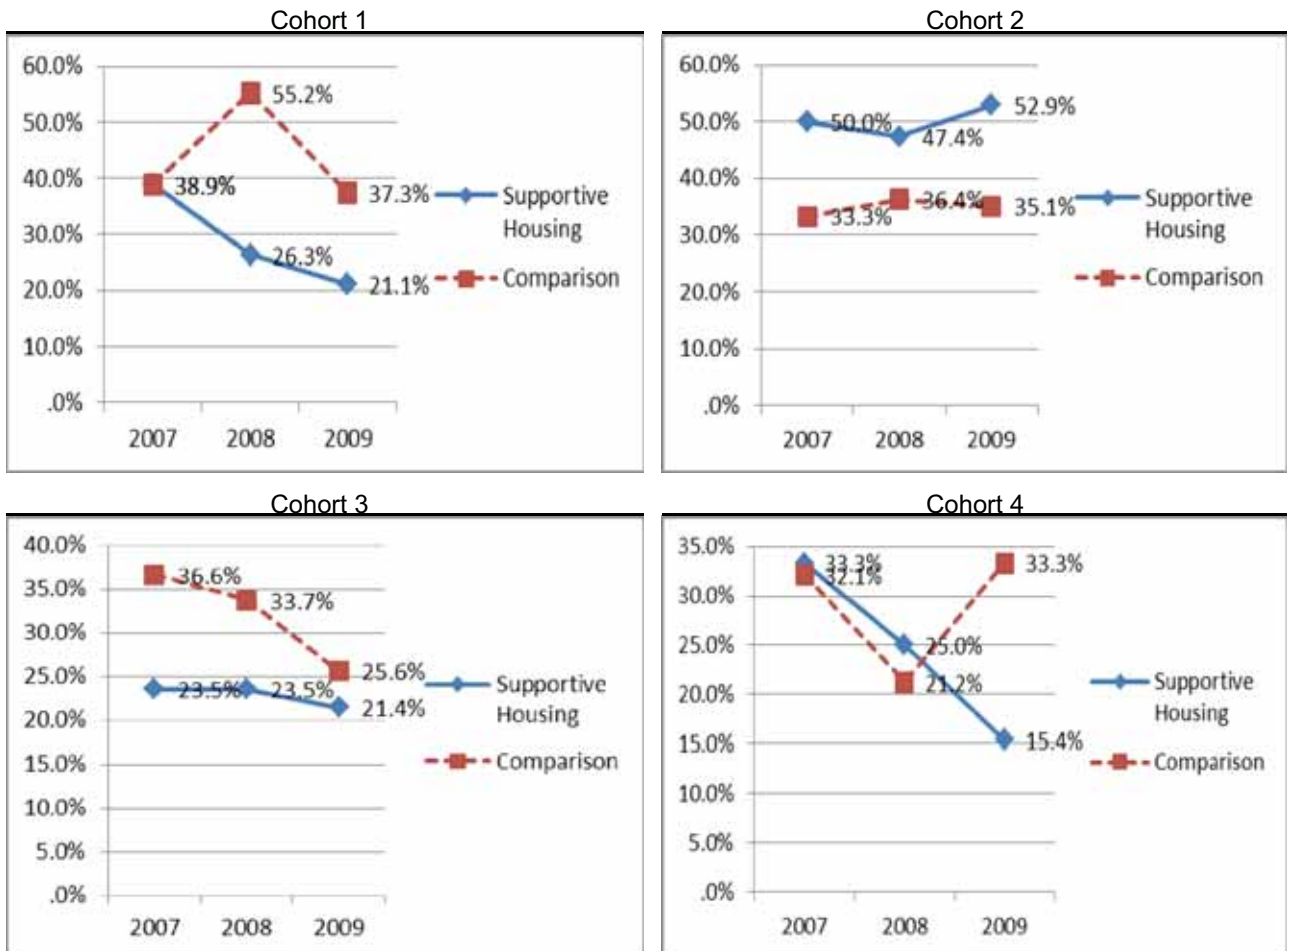 Cohort 1
60.0%
50.0%
40.0%
30.0%
20.0%
10.0%
.0%
55.2%
38.9%
37.3%
26.3%
21.1%
2007 2008 2009
Supportive
Housing
Comparison
Cohort 2
60.0%
50.0%
40.0%
30.0%
20.0%
10.0%
.0%
50.0%
47.4%
52.9%
33.3%
36.4%
35.1%
2007 2008 2009
Supportive
Housing
Comparison
Cohort 3
40.0%
35.0%
30.0%
25.0%
20.0%
15.0%
10.0%
5.0%
.0%
36.6%
33.7%
25.6%
23.5%
23.5%
21.4%
2007 2008 2009
Supportive
Housing
Comparison
Cohort 4
35.0%
30.0%
25.0%
20.0%
15.0%
10.0%
5.0%
.0%
33.3%
32.1%
33.3%
25.0%
21.2%
15.4%
2007 2008 2009
Supportive
Housing
Comparison